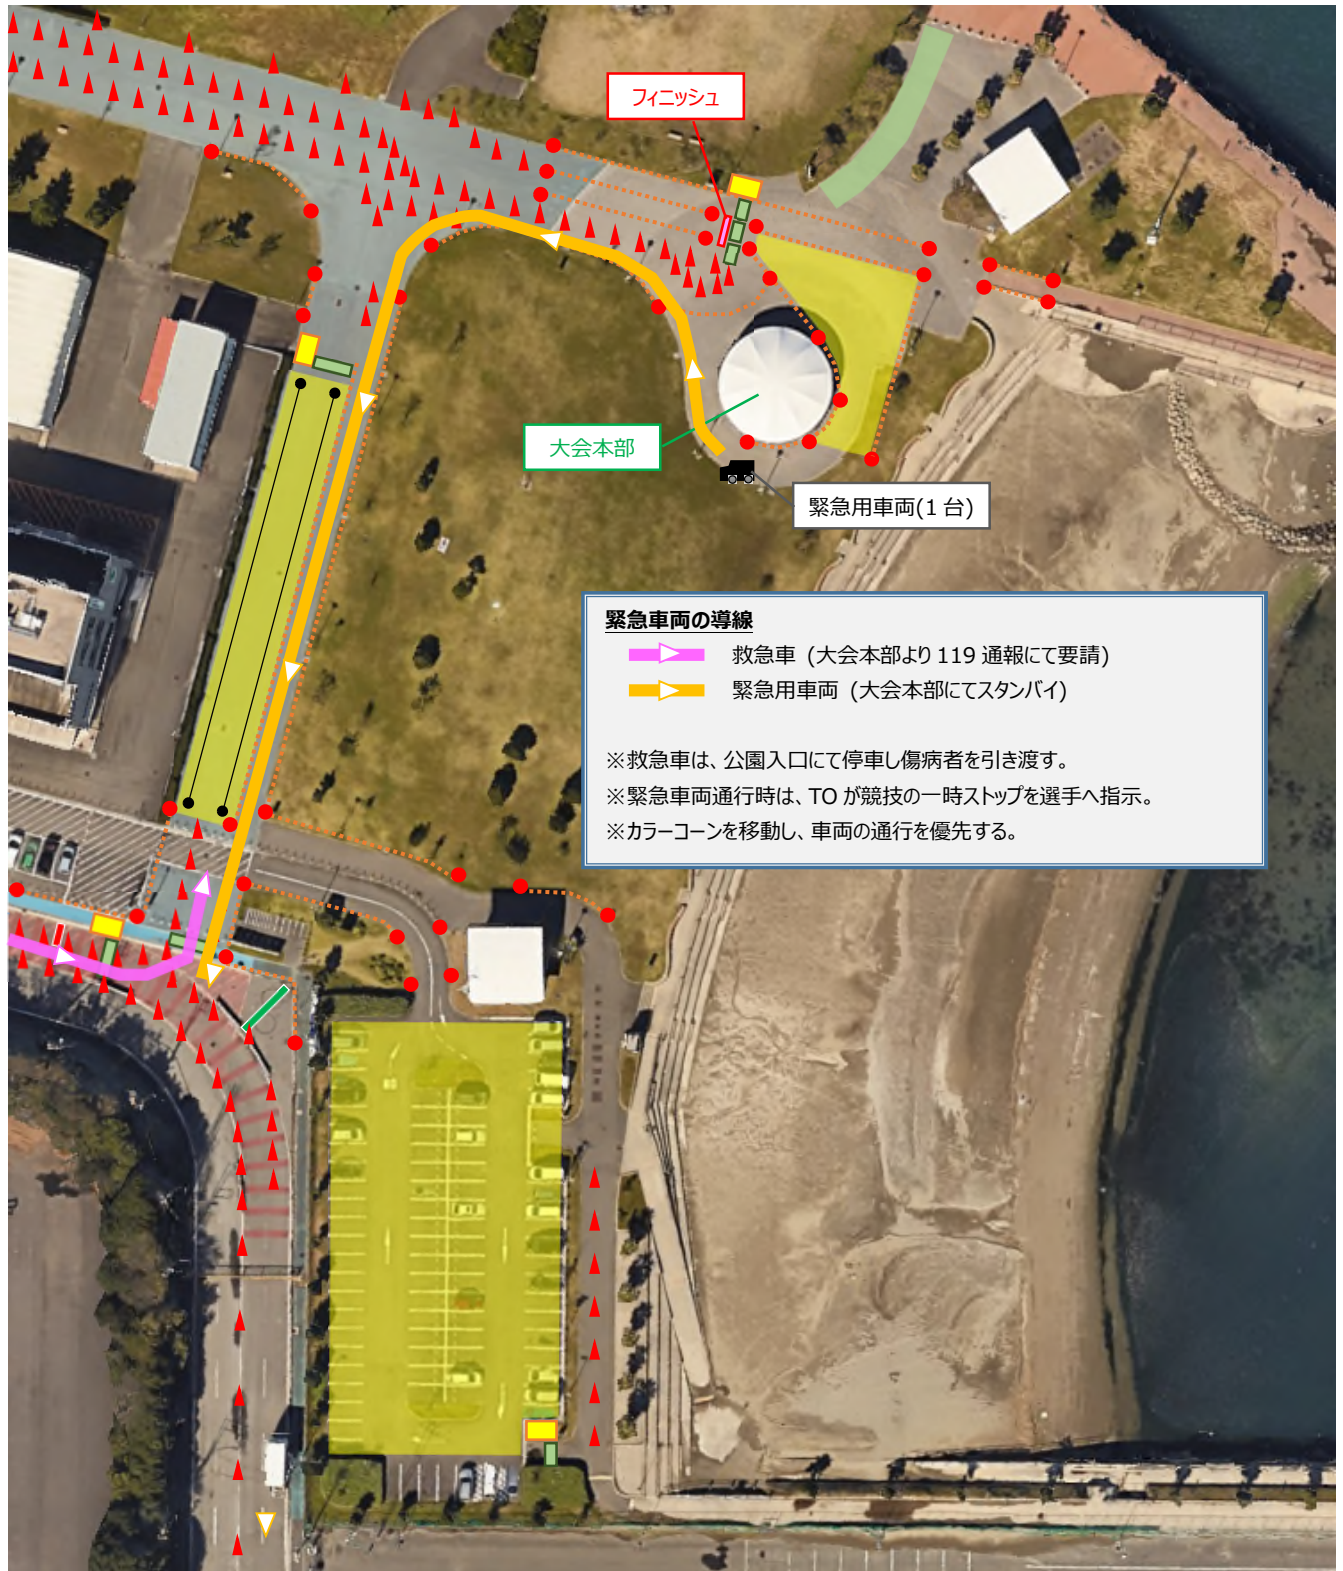 フィニッシュ
大会本部
緊急用車両(1台)
緊急車両の導線
救急車 (大会本部より119通報にて要請)
緊急用車両 (大会本部にてスタンバイ)
※救急車は、公園入口にて停車し傷病者を引き渡す。
※緊急車両通行時は、TOが競技の一時ストップを選手へ指示。
※カラーコーンを移動し、車両の通行を優先する。